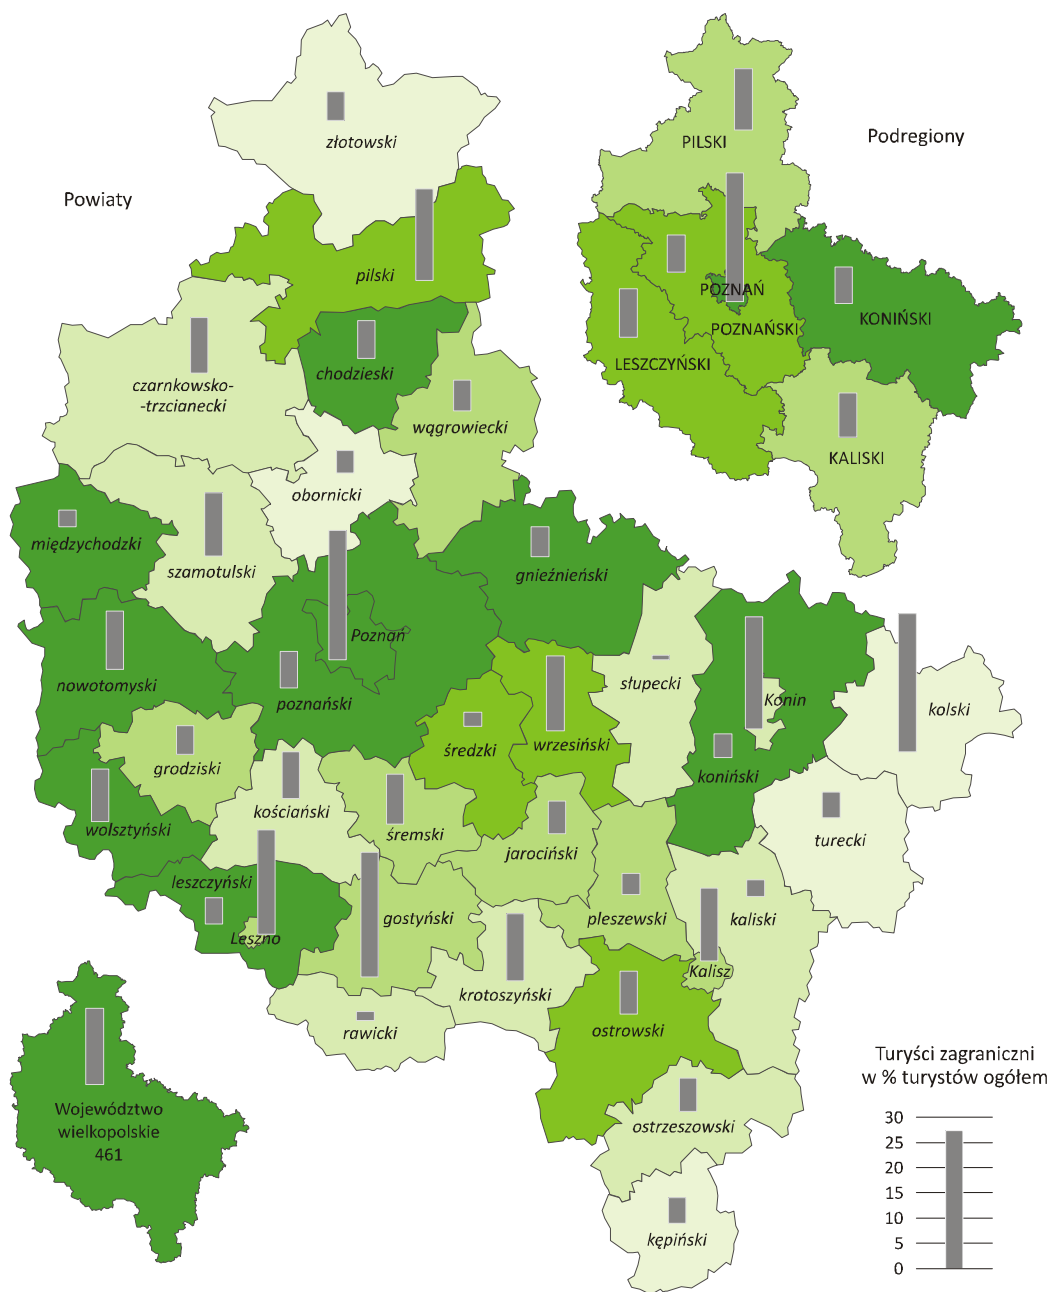 Powiaty
Podregiony
złotowski
pilski
czarnkowsko-
-trzcianecki
chodzieski
wągrowiecki
obornicki
międzychodzki
szamotulski
gnieźnieński
nowotomyski
Poznań
poznański
słupecki
Konin
koniński
kolski
grodziski
średzki
wrzesiński
turecki
wolsztyński
kościański
śremski
jarociński
leszczyński
Leszno
gostyński
pleszewski
kaliski
Kalisz
krotoszyński
rawicki
ostrowski
ostrzeszowski
kępiński
PILSKI
POZNAŃ
POZNAŃSKI
KONIŃSKI
LESZCZYŃSKI
KALISKI
Województwo
wielkopolskie
461
Turyści zagraniczni
w % turystów ogółem
30
25
20
15
10
5
0